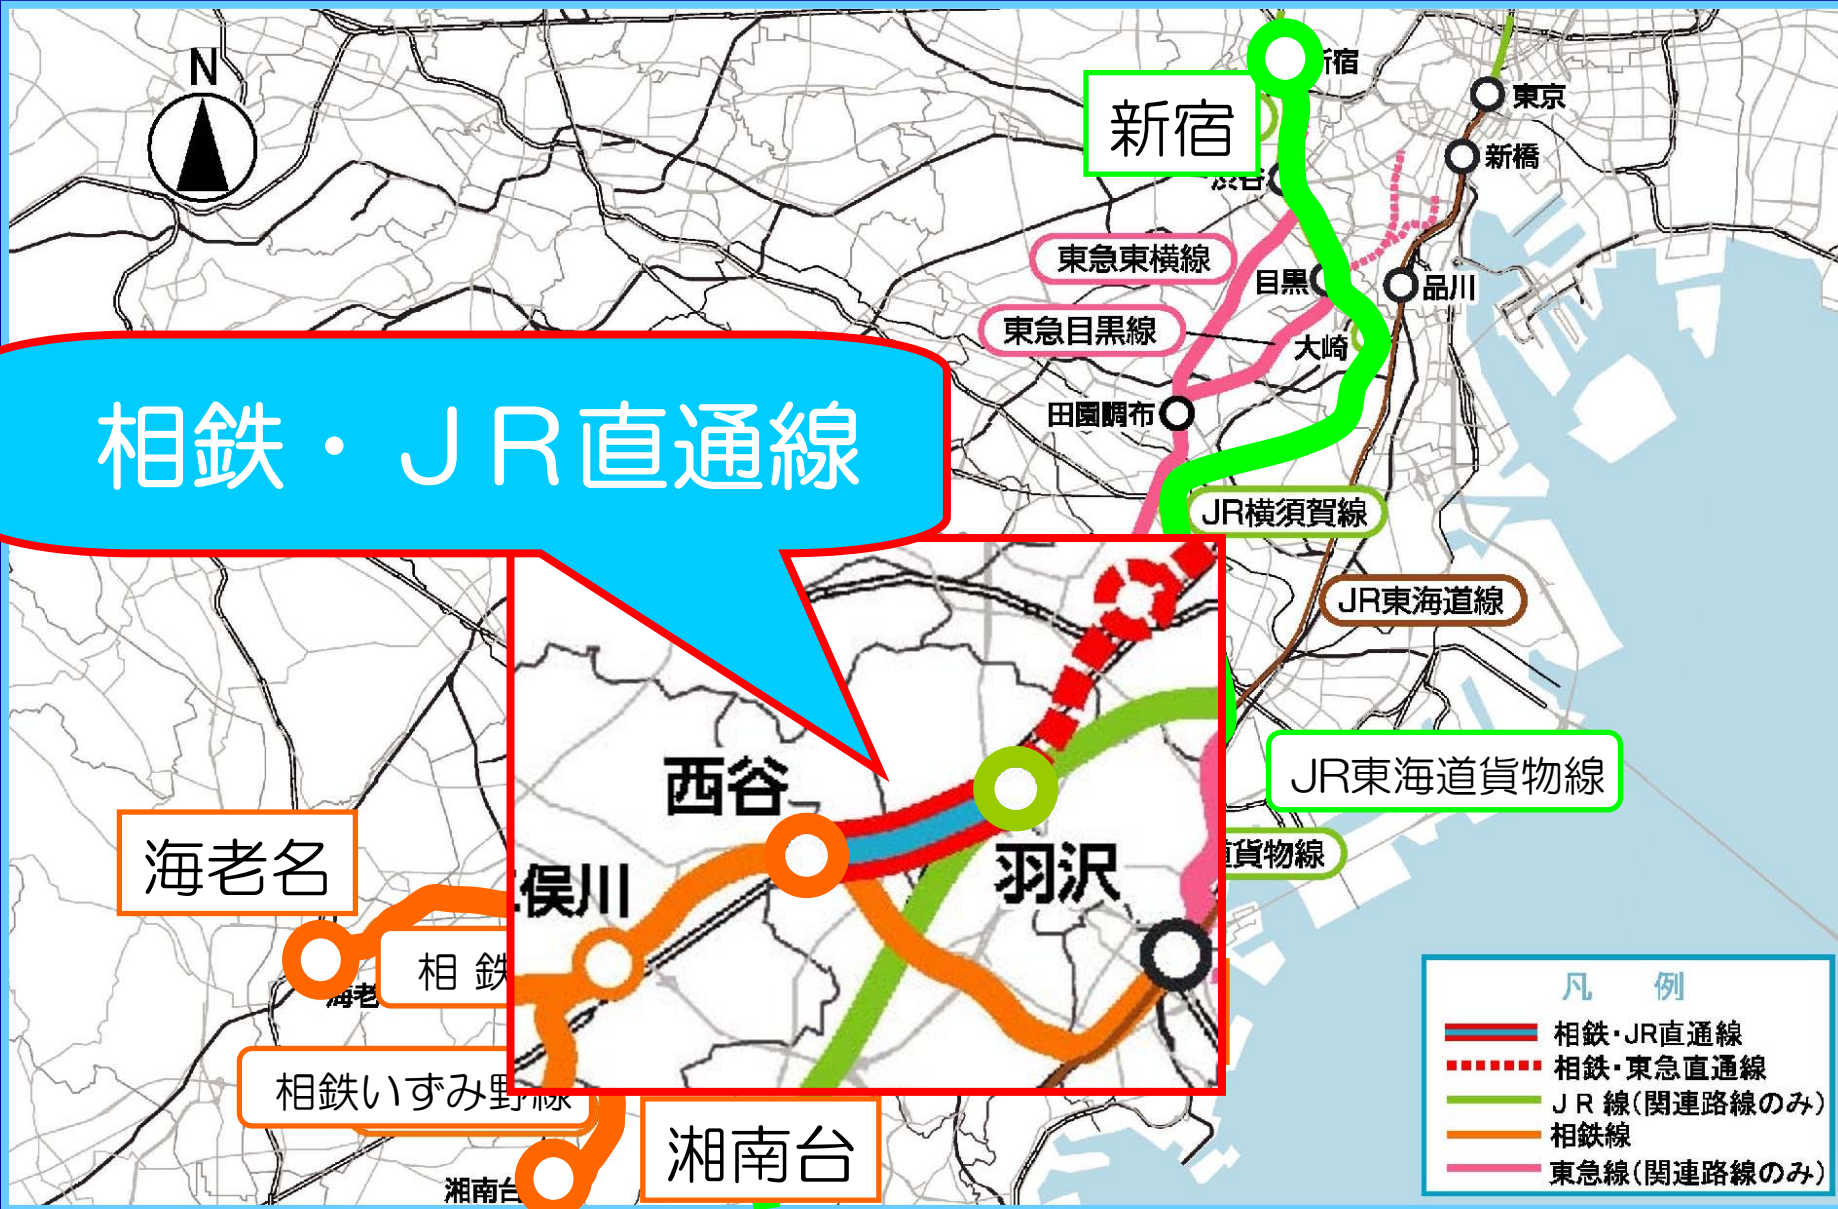 N
新宿
宿
東京
新橋
渋谷
東急東横線
目黒
品川
東急目黒線
大崎
田園調布
相鉄・ＪＲ直通線
JR横須賀線
JR東海道線
西谷
JR東海道貨物線
貨物線
羽沢
俣川
海老名
相 鉄
海老
相鉄いずみ野線
湘南台
湘南台
凡 例
相鉄・JR直通線
相鉄・東急直通線
ＪＲ線(関連路線のみ)
相鉄線
東急線(関連路線のみ)